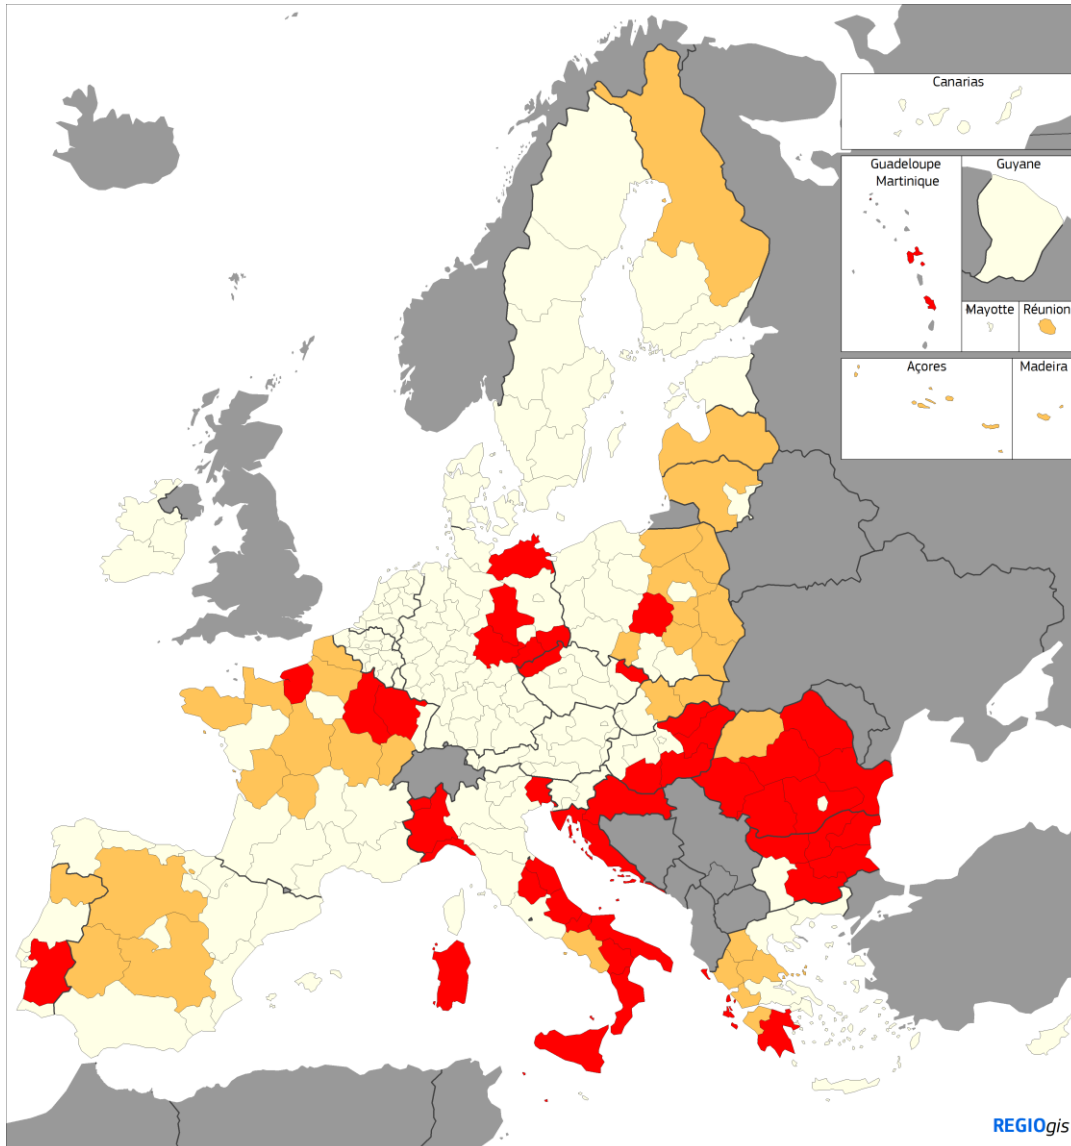 Canarias
Guadeloupe
Martinique
Guyane
Mayotte
Réunion
Açores
Madeira
REGIOgis